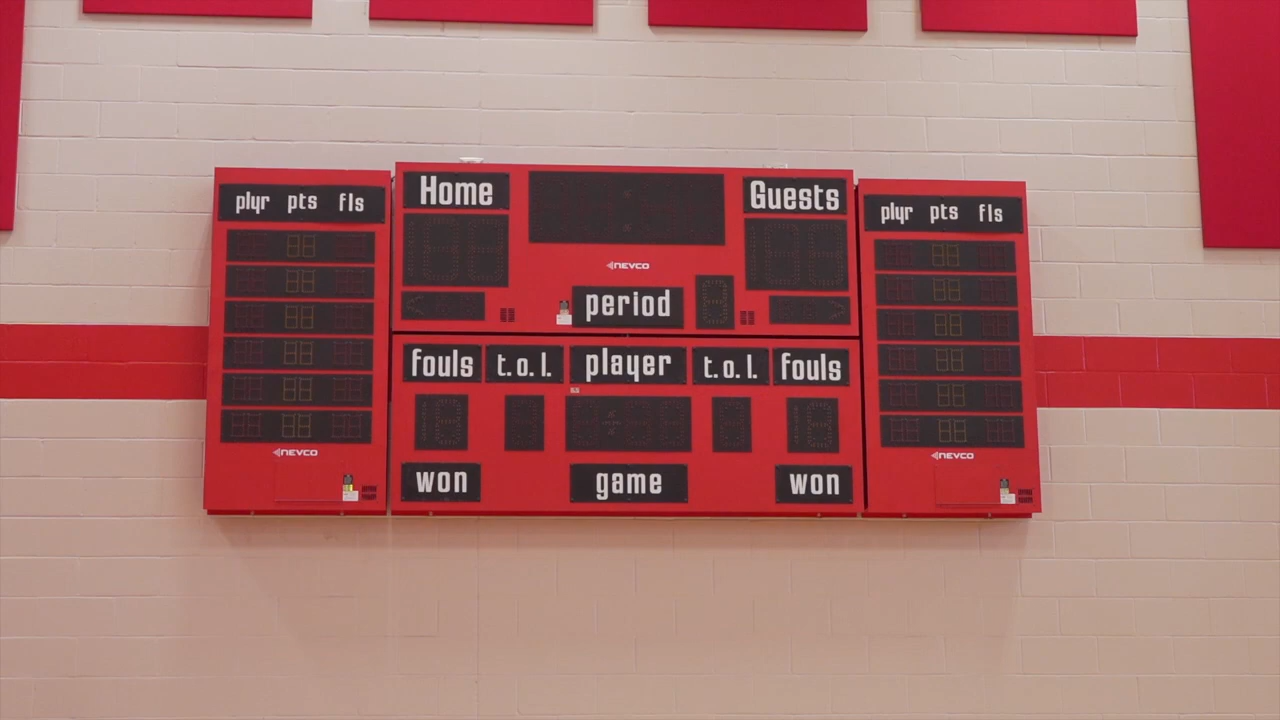 plyr pts fls
NEVCO
Home
Guests
NEVCO
period
fouls t.o.l. player t.o.l. fouls
won game won
plyr pts fls
NEVCO